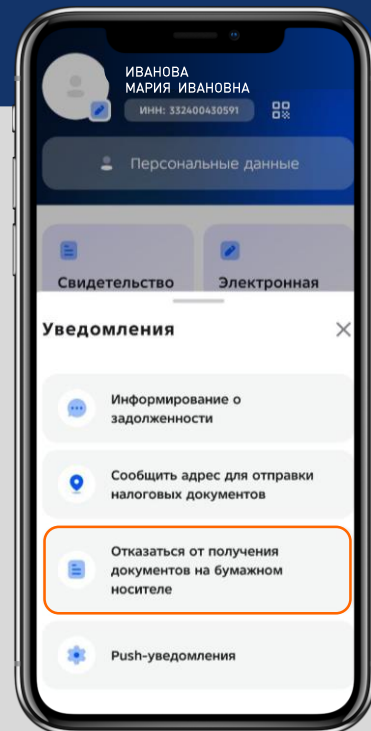 ИВАНОВА
МАРИЯ ИВАНОВНА
ИНН: 332400430591
Персональные данные
Свидетельство
Электронная
Уведомления
Информирование о
задолженности
Сообщить адрес для отправки
налоговых документов
Отказаться от получения
документов на бумажном
носителе
Push-уведомления